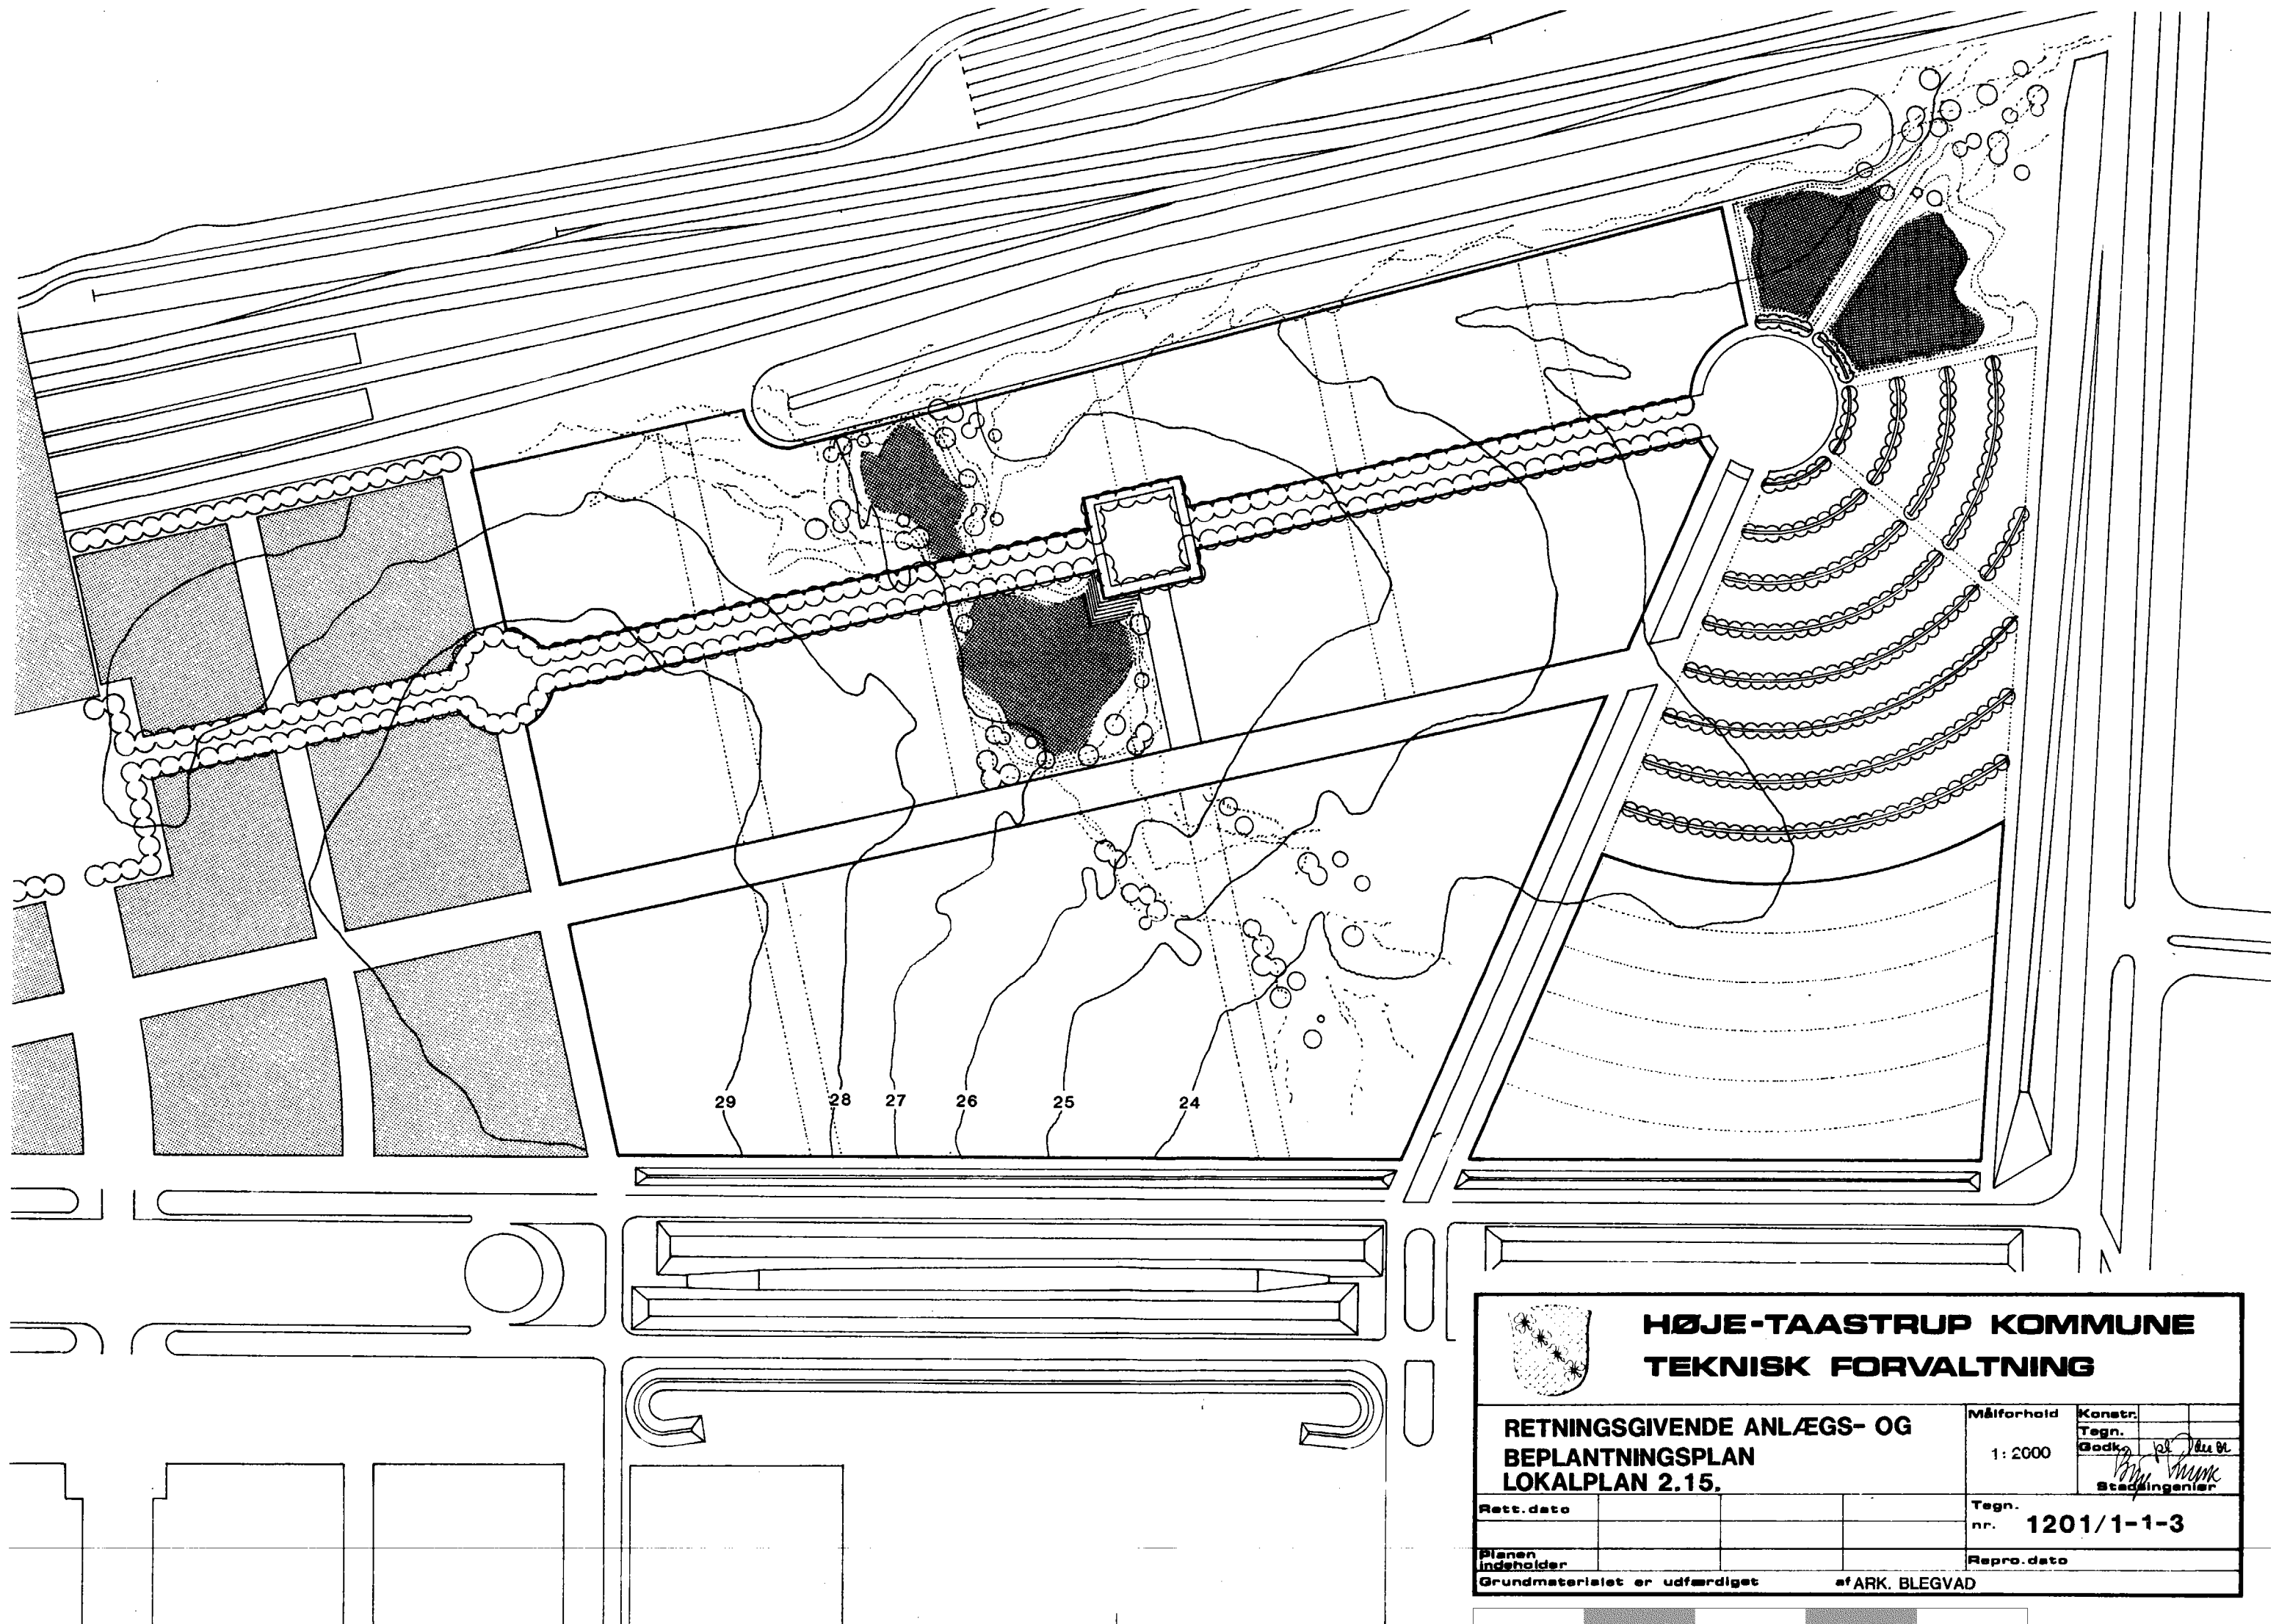 29
28
27
26
25
24
HØJE-TAASTRUP KOMMUNE
TEKNISK FORVALTNING
RETNINGSGIVENDE ANLÆGS- OG
BEPLANTNINGSPLAN
LOKALPLAN 2.15.
Målforhold
1:2000
Konstr.
Tegn.
Godk.
Stadsingeniør
Rett.dato
Tegn.
nr. 1201/1-1-3
Planen
indeholder
Repro.dato
Grundmaterialet er udfærdiget af ARK. BLEGVAD